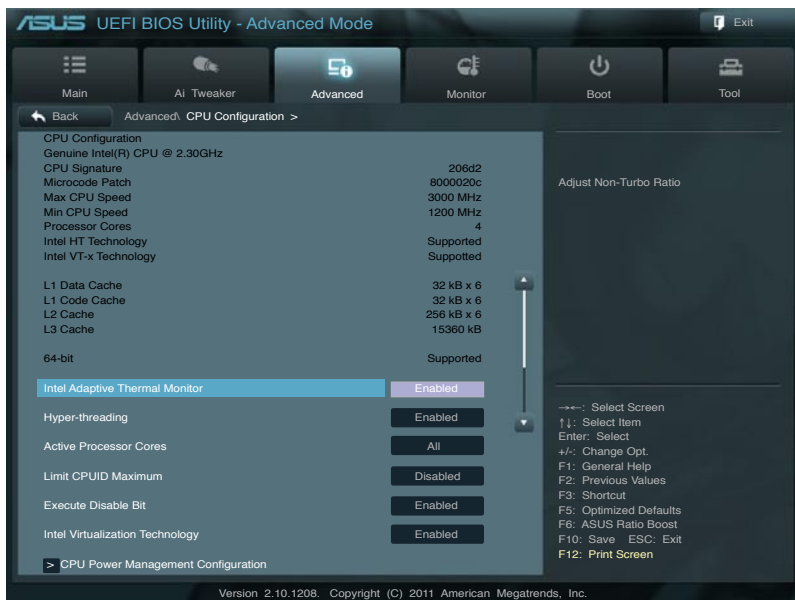 ASUS UEFI BIOS Utility - Advanced Mode
Exit
Main
Ai Tweaker
Advanced
Monitor
Boot
Tool
Back
Advanced\ CPU Configuration >
CPU Configuration
Genuine Intel(R) CPU @ 2.30GHz
CPU Signature 206d2
Microcode Patch 8000020c
Max CPU Speed 3000 MHz
Min CPU Speed 1200 MHz
Processor Cores 4
Intel HT Technology Supported
Intel VT-x Technology Suppotted
L1 Data Cache 32 kB x 6
L1 Code Cache 32 kB x 6
L2 Cache 256 kB x 6
L3 Cache 15360 kB
64-bit Supported
Intel Adaptive Thermal Monitor Enabled
Hyper-threading Enabled
Active Processor Cores All
Limit CPUID Maximum Disabled
Execute Disable Bit Enabled
Intel Virtualization Technology Enabled
> CPU Power Management Configuration
Adjust Non-Turbo Ratio
→←: Select Screen
↑↓: Select Item
Enter: Select
+/-: Change Opt.
F1: General Help
F2: Previous Values
F3: Shortcut
F5: Optimized Defaults
F6: ASUS Ratio Boost
F10: Save ESC: Exit
F12: Print Screen
Version 2.10.1208. Copyright (C) 2011 American Megatrends, Inc.